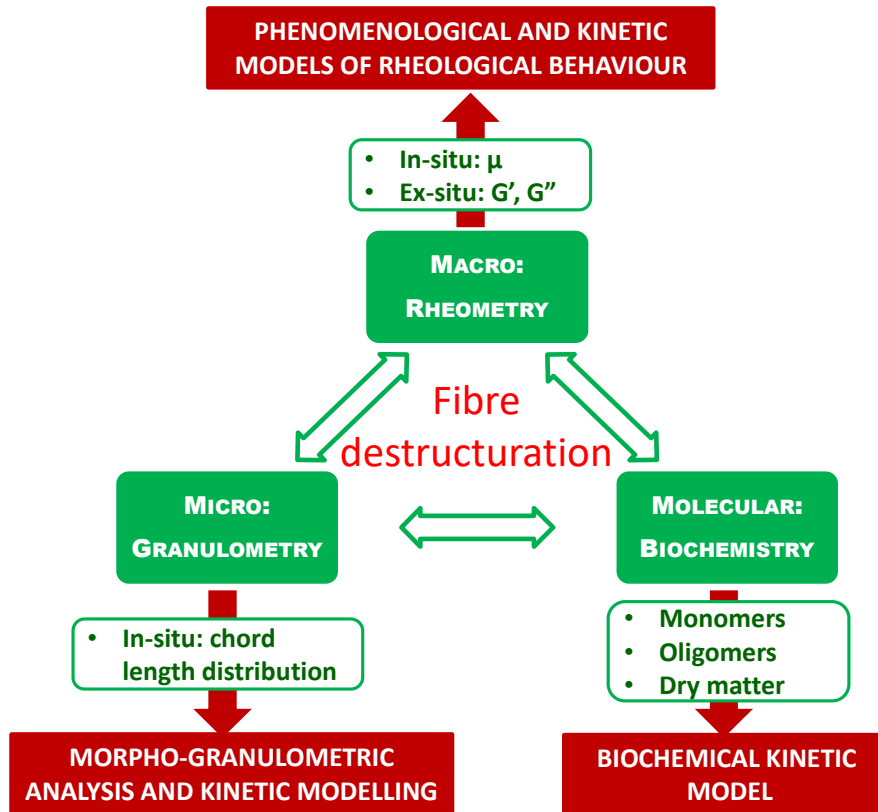 PHENOMENOLOGICAL AND KINETIC
MODELS OF RHEOLOGICAL BEHAVIOUR
• In-situ: µ
• Ex-situ: G’, G”
MACRO:
RHEOMETRY
Fibre
destructuration
MICRO:
GRANULOMETRY
MOLECULAR:
BIOCHEMISTRY
• In-situ: chord
length distribution
• Monomers
• Oligomers
• Dry matter
MORPHO-GRANULOMETRIC
ANALYSIS AND KINETIC MODELLING
BIOCHEMICAL KINETIC
MODEL